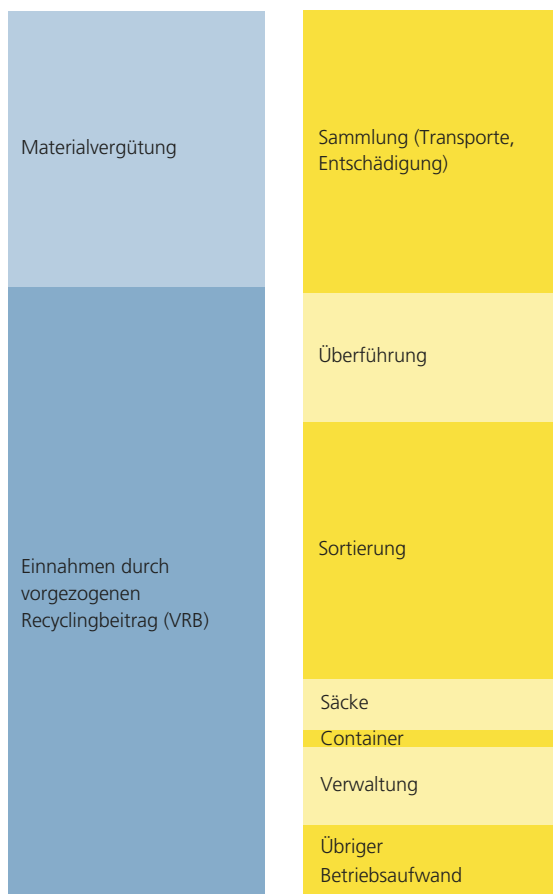 Materialvergütung
Einnahmen durch
vorgezogenen
Recyclingbeitrag (VRB)
Sammlung (Transporte,
Entschädigung)
Überführung
Sortierung
Säcke
Container
Verwaltung
Übriger
Betriebsaufwand